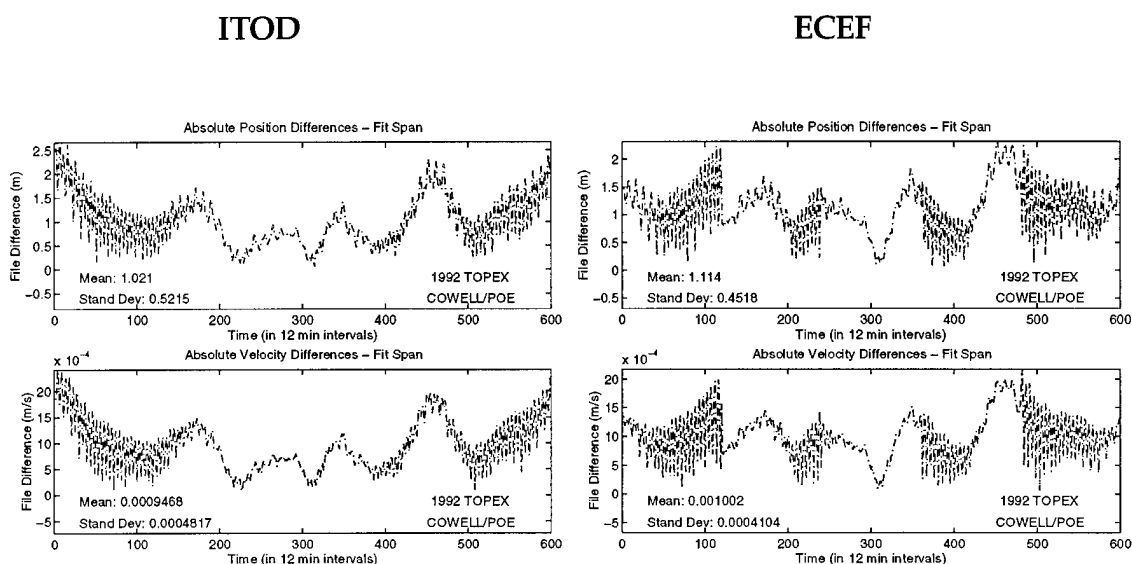 ITOD
ECEF
Absolute Position Differences – Fit Span
2.5
2
1.5
1
0.5
0
−0.5
File Difference (m)
Mean: 1.021
Stand Dev: 0.5215
1992 TOPEX
COWELL/POE
0 100 200 300 400 500 600
Time (in 12 min intervals)
Absolute Position Differences – Fit Span
2
1.5
1
0.5
0
−0.5
File Difference (m)
Mean: 1.114
Stand Dev: 0.4518
1992 TOPEX
COWELL/POE
0 100 200 300 400 500 600
Time (in 12 min intervals)
x 10⁻⁴
Absolute Velocity Differences – Fit Span
20
15
10
5
0
−5
File Difference (m/s)
Mean: 0.0009468
Stand Dev: 0.0004817
1992 TOPEX
COWELL/POE
0 100 200 300 400 500 600
Time (in 12 min intervals)
x 10⁻⁴
Absolute Velocity Differences – Fit Span
20
15
10
5
0
−5
File Difference (m/s)
Mean: 0.001002
Stand Dev: 0.0004104
1992 TOPEX
COWELL/POE
0 100 200 300 400 500 600
Time (in 12 min intervals)